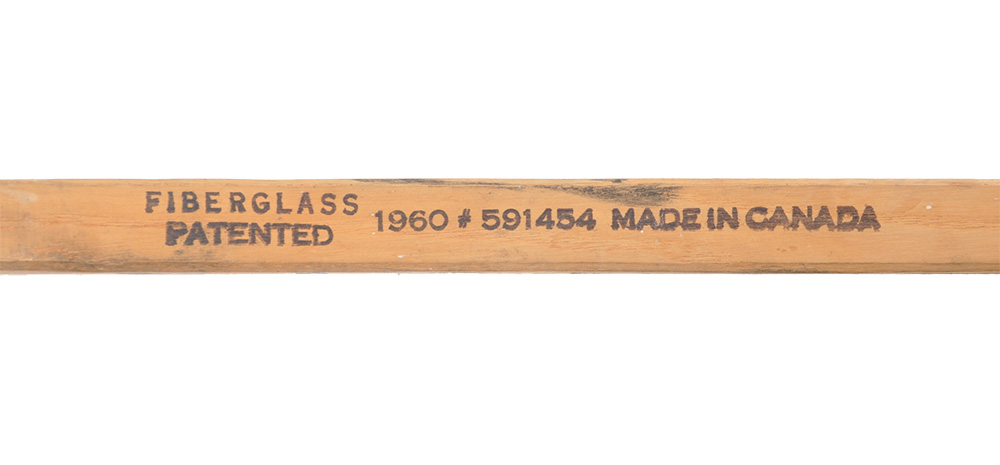 FIBERGLASS
PATENTED
1960 # 591454 MADE IN CANADA